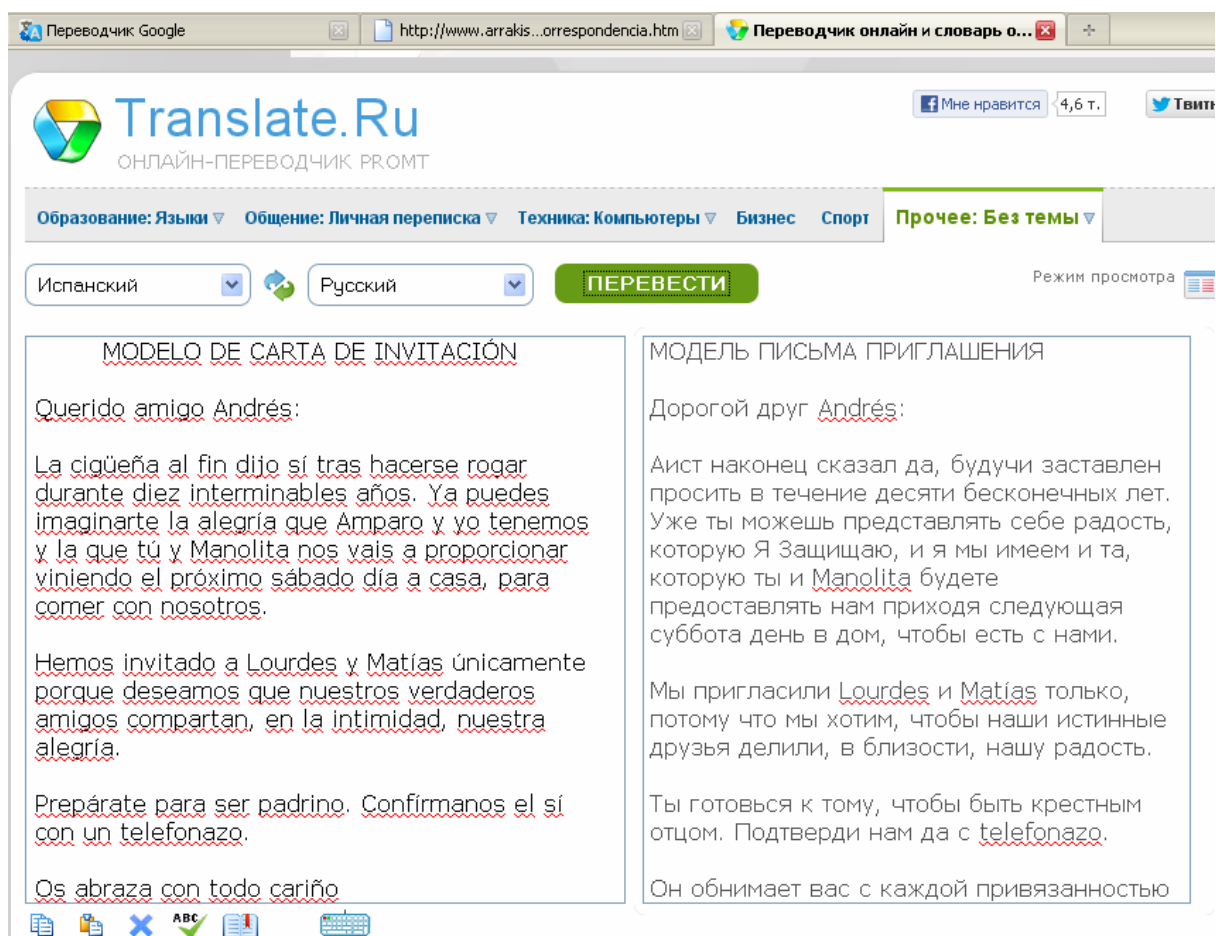 Переводчик Google
http://www.arrakis...orrespondencia.htm
Переводчик онлайн и словарь о...
Translate.Ru
ОНЛАЙН-ПЕРЕВОДЧИК PROMT
Мне нравится
4,6 т.
Твитн
Образование: Языки
Общение: Личная переписка
Техника: Компьютеры
Бизнес
Спорт
Прочее: Без темы
Испанский
Русский
ПЕРЕВЕСТИ
Режим просмотра
MODELO DE CARTA DE INVITACIÓN
Querido amigo Andrés:
La cigüeña al fin dijo sí tras hacerse rogar
durante diez interminables años. Ya puedes
imaginarte la alegría que Amparo y yo tenemos
y la que tú y Manolita nos vais a proporcionar
viniendo el próximo sábado día a casa, para
comer con nosotros.
Hemos invitado a Lourdes y Matías únicamente
porque deseamos que nuestros verdaderos
amigos compartan, en la intimidad, nuestra
alegría.
Prepárate para ser padrino. Confírmanos el sí
con un telefonazo.
Os abraza con todo cariño
МОДЕЛЬ ПИСЬМА ПРИГЛАШЕНИЯ
Дорогой друг Andrés:
Аист наконец сказал да, будучи заставлен
просить в течение десяти бесконечных лет.
Уже ты можешь представлять себе радость,
которую Я Защищаю, и я мы имеем и та,
которую ты и Manolita будете
предоставлять нам приходя следующая
суббота день в дом, чтобы есть с нами.
Мы пригласили Lourdes и Matías только,
потому что мы хотим, чтобы наши истинные
друзья делили, в близости, нашу радость.
Ты готовься к тому, чтобы быть крестным
отцом. Подтверди нам да с telefonazo.
Он обнимает вас с каждой привязанностью
ABC